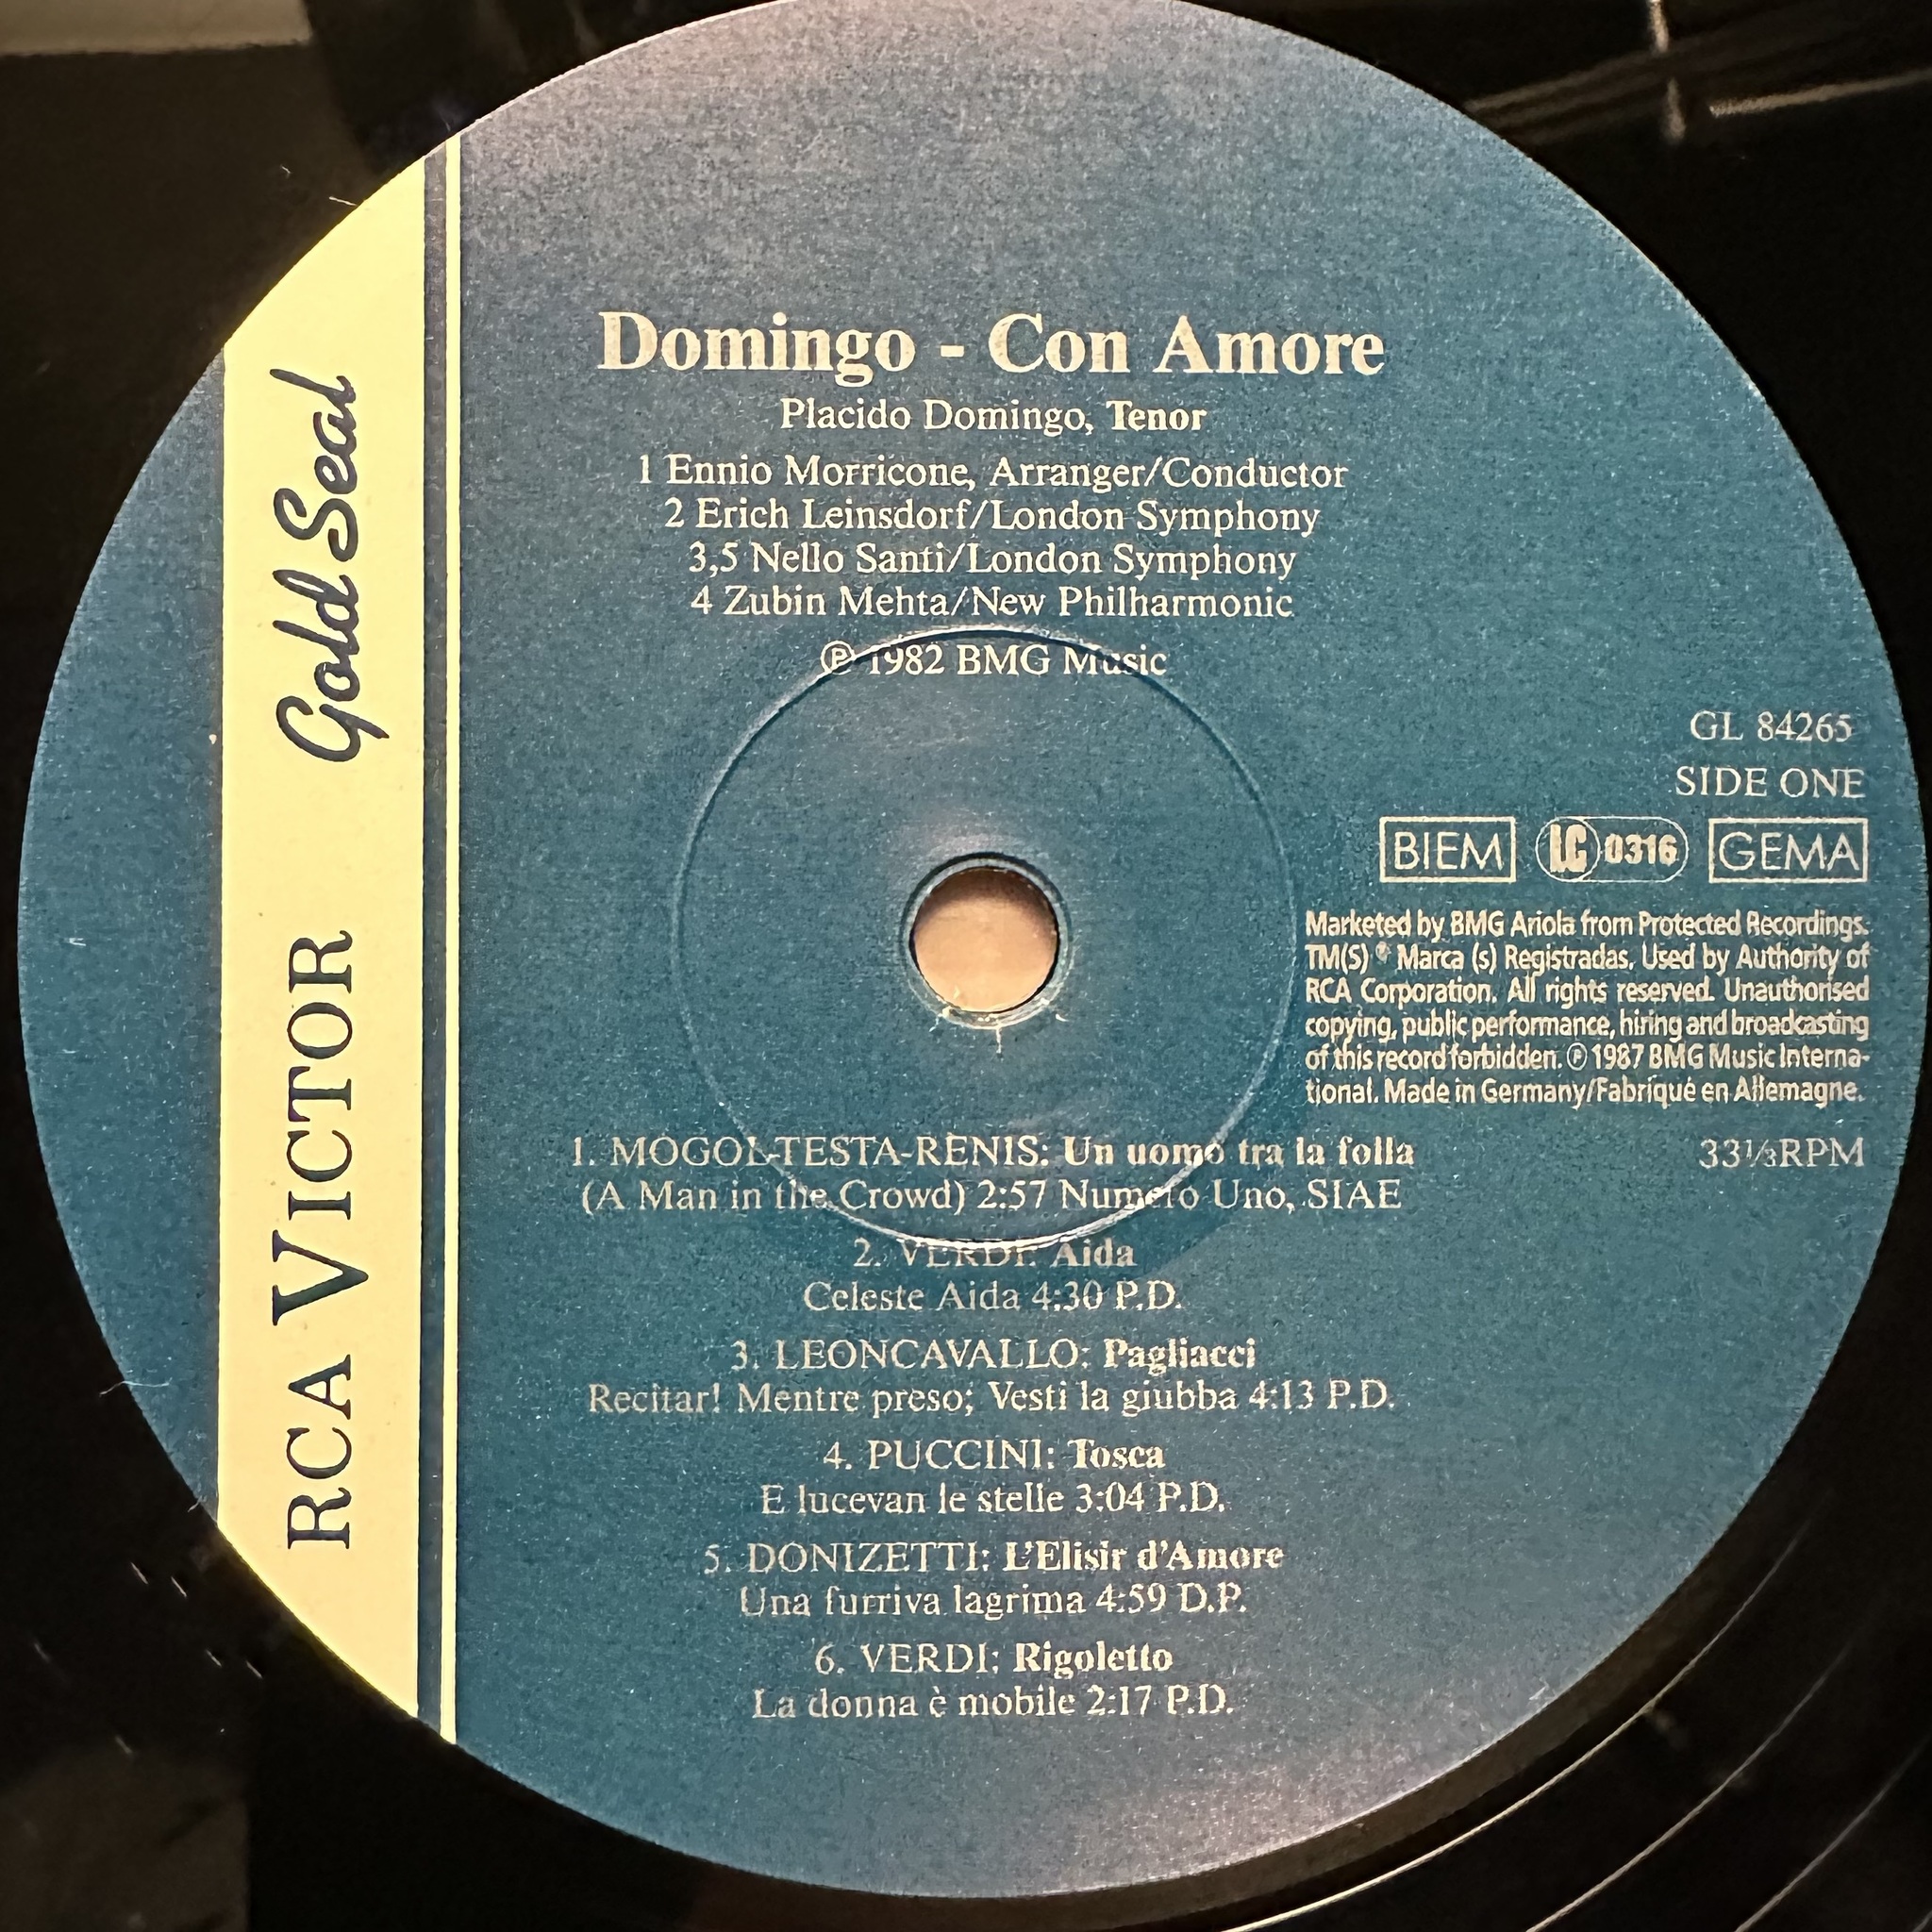 RCA VICTOR Gold Seal
Domingo - Con Amore
Placido Domingo, Tenor
1 Ennio Morricone, Arranger/Conductor
2 Erich Leinsdorf/London Symphony
3,5 Nello Santi/London Symphony
4 Zubin Mehta/New Philharmonic
℗ 1982 BMG Music
GL 84265
SIDE ONE
BIEM LC 0316 GEMA
Marketed by BMG Ariola from Protected Recordings.
TM(S) ® Marca (s) Registradas. Used by Authority of
RCA Corporation. All rights reserved. Unauthorised
copying, public performance, hiring and broadcasting
of this record forbidden. ℗ 1987 BMG Music Interna-
tional. Made in Germany/Fabriqué en Allemagne.
33⅓RPM
1. MOGOL-TESTA-RENIS: Un uomo tra la folla
(A Man in the Crowd) 2:57 Numero Uno, SIAE
2. VERDI: Aida
Celeste Aida 4:30 P.D.
3. LEONCAVALLO: Pagliacci
Recitar! Mentre preso; Vesti la giubba 4:13 P.D.
4. PUCCINI: Tosca
E lucevan le stelle 3:04 P.D.
5. DONIZETTI: L'Elisir d'Amore
Una furriva lagrima 4:59 D.P.
6. VERDI: Rigoletto
La donna è mobile 2:17 P.D.